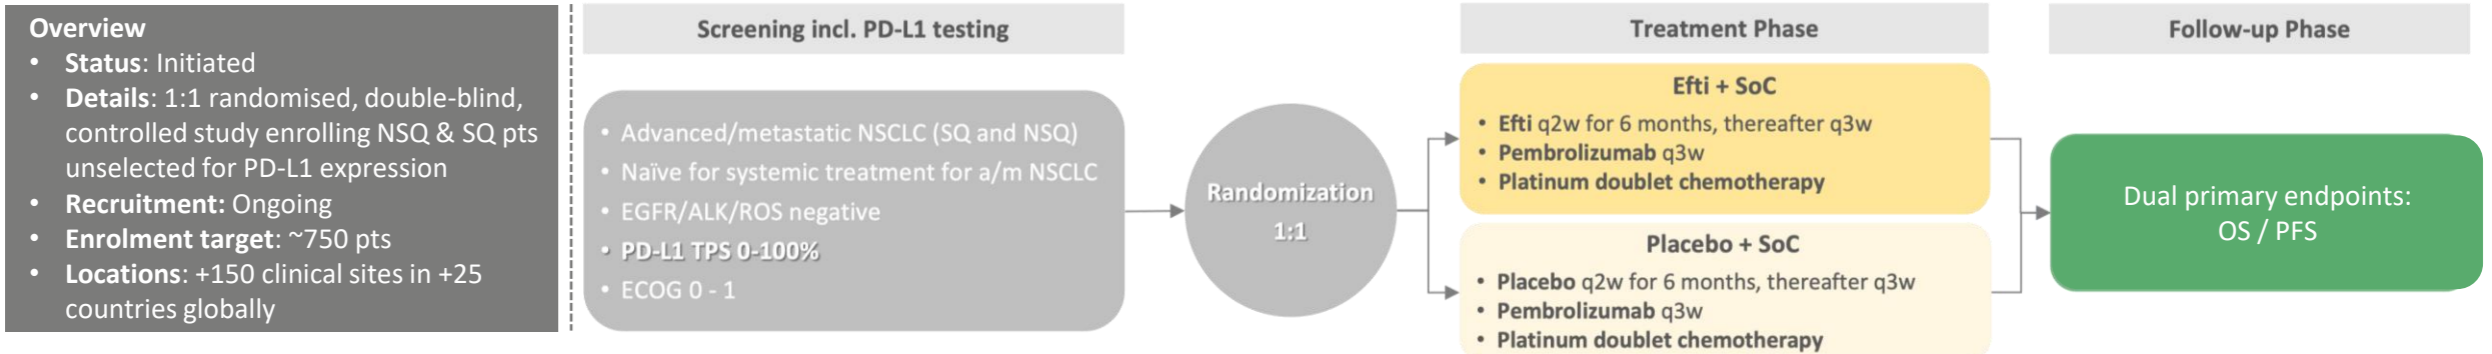 Overview
• Status: Initiated
• Details: 1:1 randomised, double-blind,
controlled study enrolling NSQ & SQ pts
unselected for PD-L1 expression
• Recruitment: Ongoing
• Enrolment target: ~750 pts
• Locations: +150 clinical sites in +25
countries globally
Screening incl. PD-L1 testing
• Advanced/metastatic NSCLC (SQ and NSQ)
• Naïve for systemic treatment for a/m NSCLC
• EGFR/ALK/ROS negative
• PD-L1 TPS 0-100%
• ECOG 0 - 1
Randomization
1:1
Treatment Phase
Efti + SoC
• Efti q2w for 6 months, thereafter q3w
• Pembrolizumab q3w
• Platinum doublet chemotherapy
Placebo + SoC
• Placebo q2w for 6 months, thereafter q3w
• Pembrolizumab q3w
• Platinum doublet chemotherapy
Follow-up Phase
Dual primary endpoints:
OS / PFS